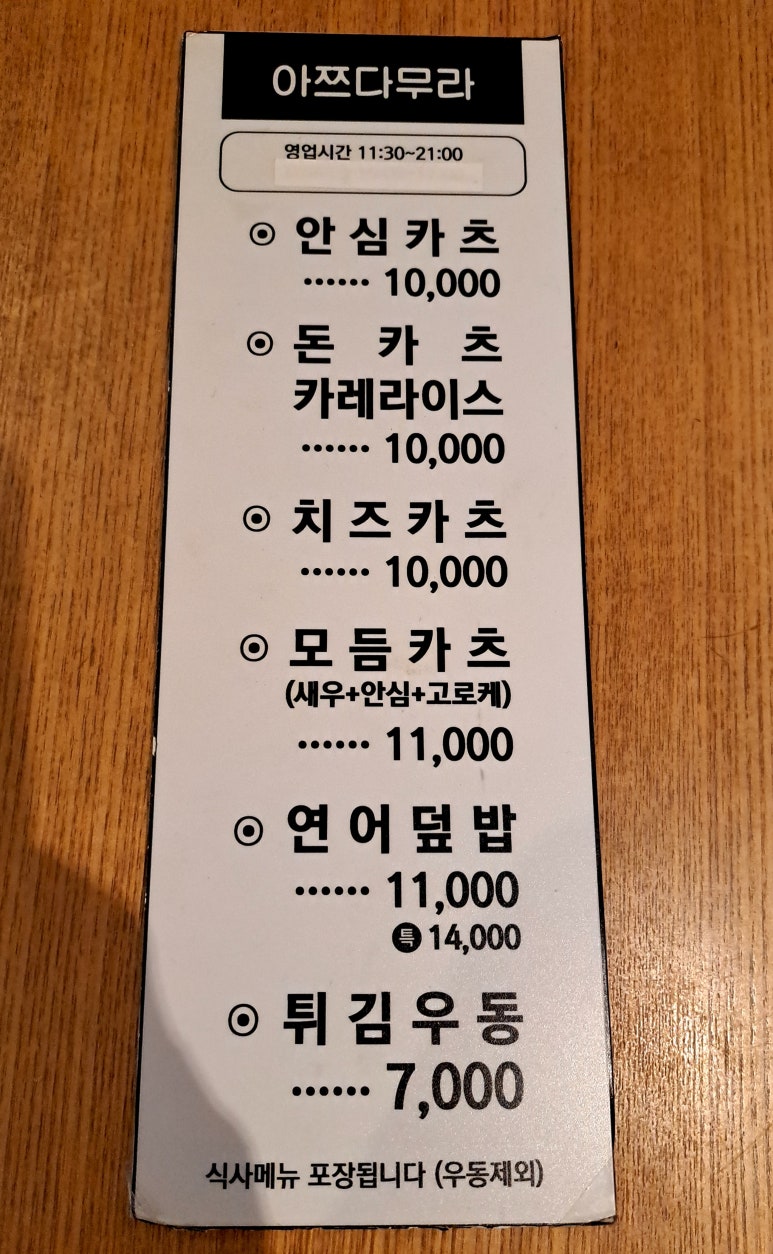 아쯔다무라
영업시간 11:30~21:00
⊙ 안심카츠
…… 10,000
⊙ 돈 카 츠
카레라이스
…… 10,000
⊙ 치즈카츠
…… 10,000
⊙ 모듬카츠
(새우+안심+고로케)
…… 11,000
⊙ 연어덮밥
…… 11,000
특 14,000
⊙ 튀김우동
…… 7,000
식사메뉴 포장됩니다 (우동제외)